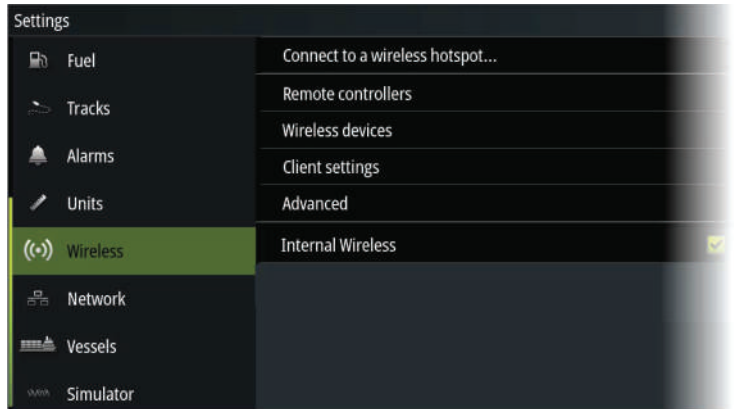 Settings
Fuel
Tracks
Alarms
Units
Wireless
Network
Vessels
Simulator
Connect to a wireless hotspot...
Remote controllers
Wireless devices
Client settings
Advanced
Internal Wireless